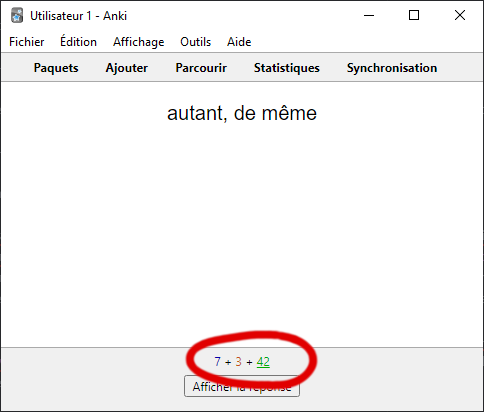 Utilisateur 1 - Anki
Fichier Édition Affichage Outils Aide
Paquets Ajouter Parcourir Statistiques Synchronisation
autant, de même
7 + 3 + 42
Afficher la réponse